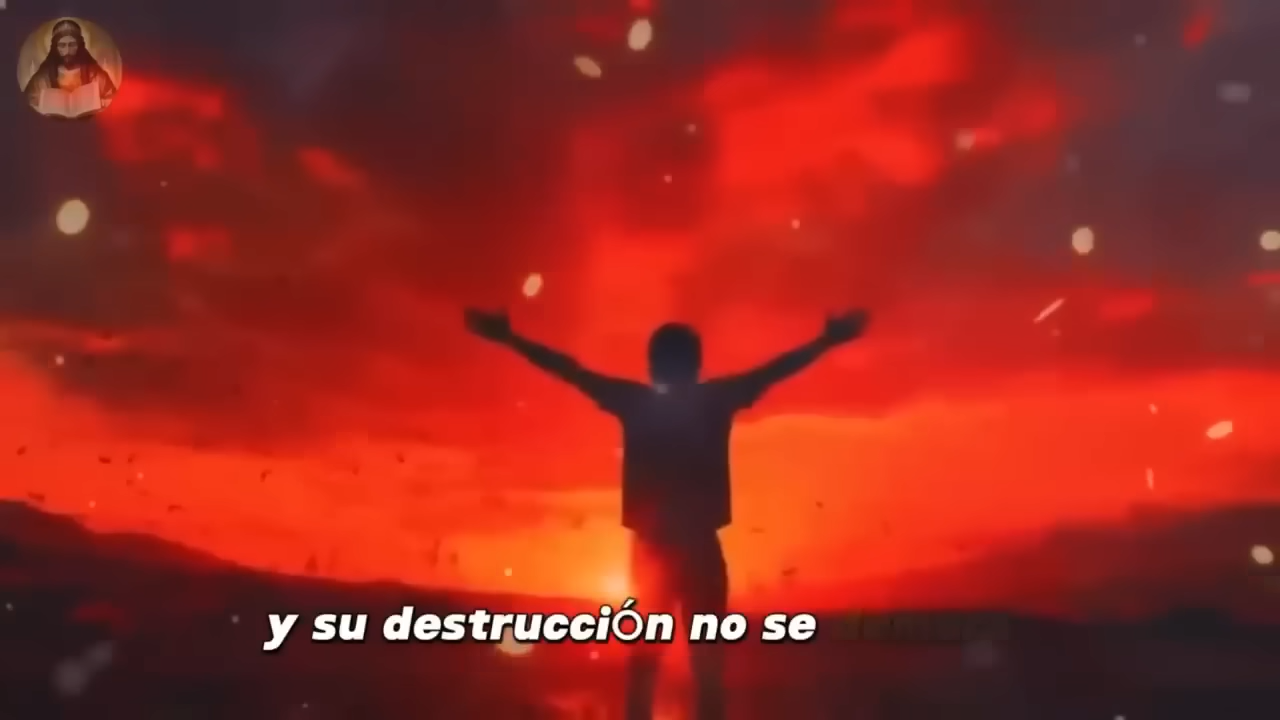 y su destrucción no se